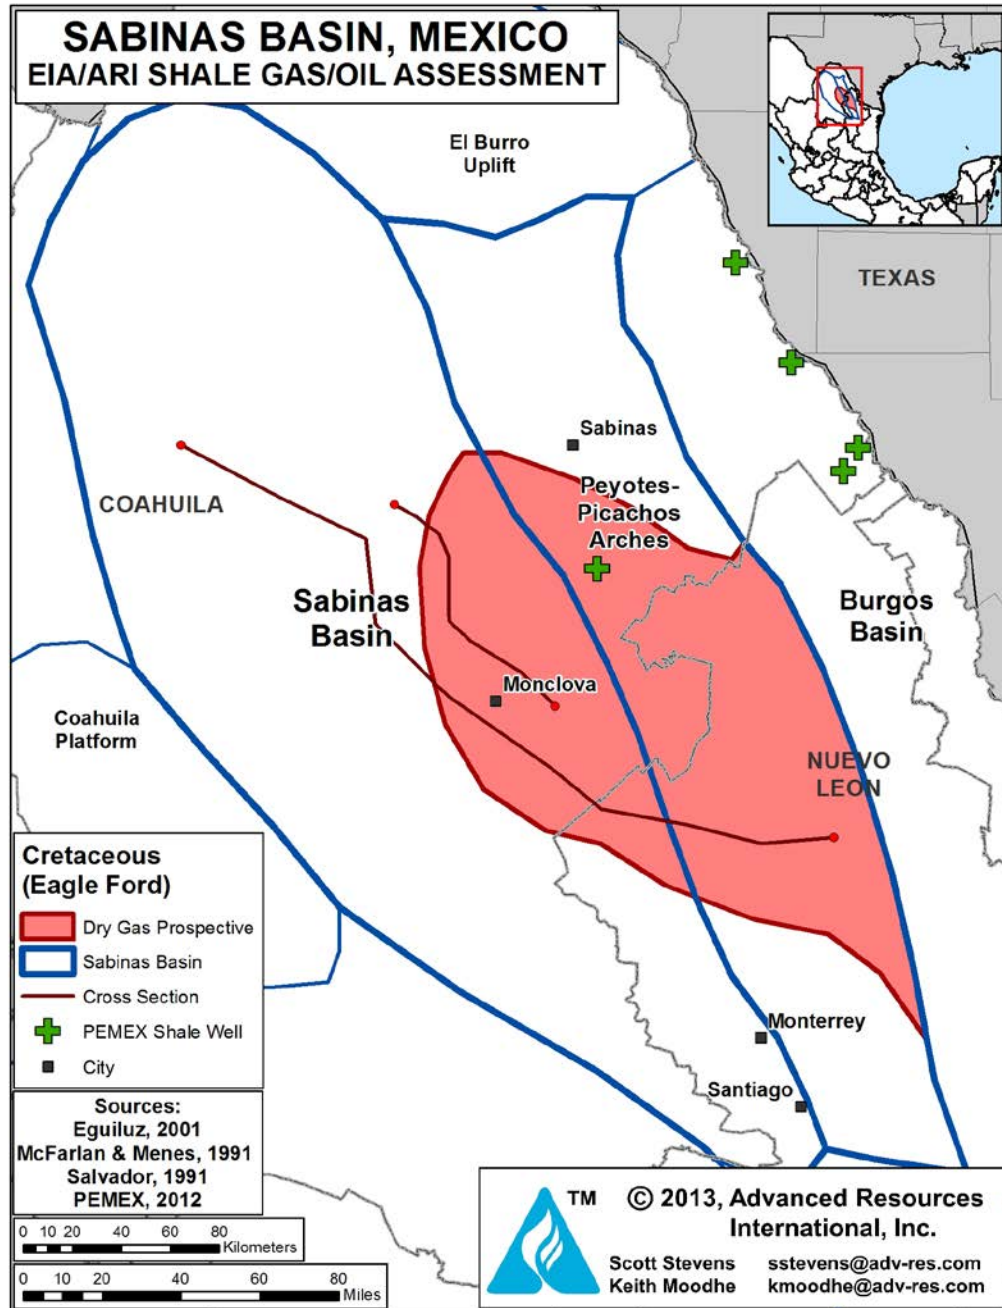 SABINAS BASIN, MEXICO
EIA/ARI SHALE GAS/OIL ASSESSMENT
El Burro
Uplift
TEXAS
Sabinas
COAHUILA
Peyotes-
Picachos
Arches
Sabinas
Basin
Burgos
Basin
Monclova
Coahuila
Platform
NUEVO
LEON
Cretaceous
(Eagle Ford)
Dry Gas Prospective
Sabinas Basin
Cross Section
PEMEX Shale Well
City
Monterrey
Santiago
Sources:
Eguiluz, 2001
McFarlan & Menes, 1991
Salvador, 1991
PEMEX, 2012
0 10 20 40 60 80
Kilometers
0 10 20 40 60 80
Miles
TM
© 2013, Advanced Resources
International, Inc.
Scott Stevens sstevens@adv-res.com
Keith Moodhe kmoodhe@adv-res.com